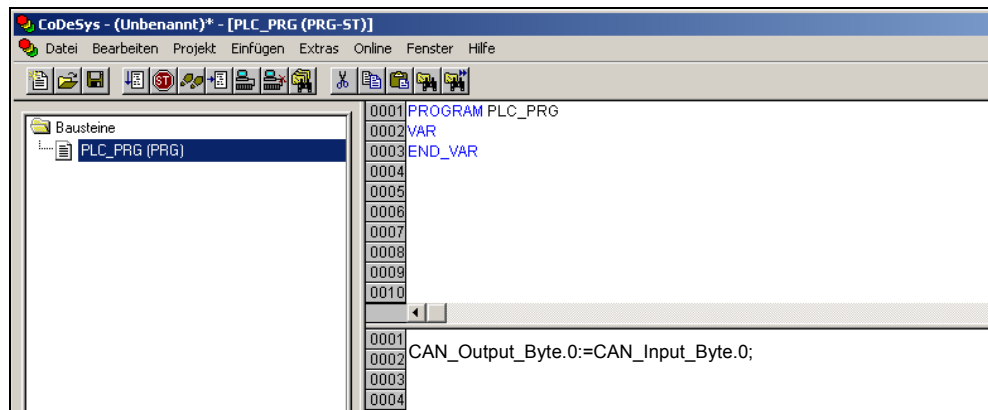 CoDeSys - (Unbenannt)* - [PLC_PRG (PRG-ST)]
Datei Bearbeiten Projekt Einfügen Extras Online Fenster Hilfe
Bausteine
PLC_PRG (PRG)
0001 PROGRAM PLC_PRG
0002 VAR
0003 END_VAR
0004
0005
0006
0007
0008
0009
0010
0001
0002 CAN_Output_Byte.0:=CAN_Input_Byte.0;
0003
0004